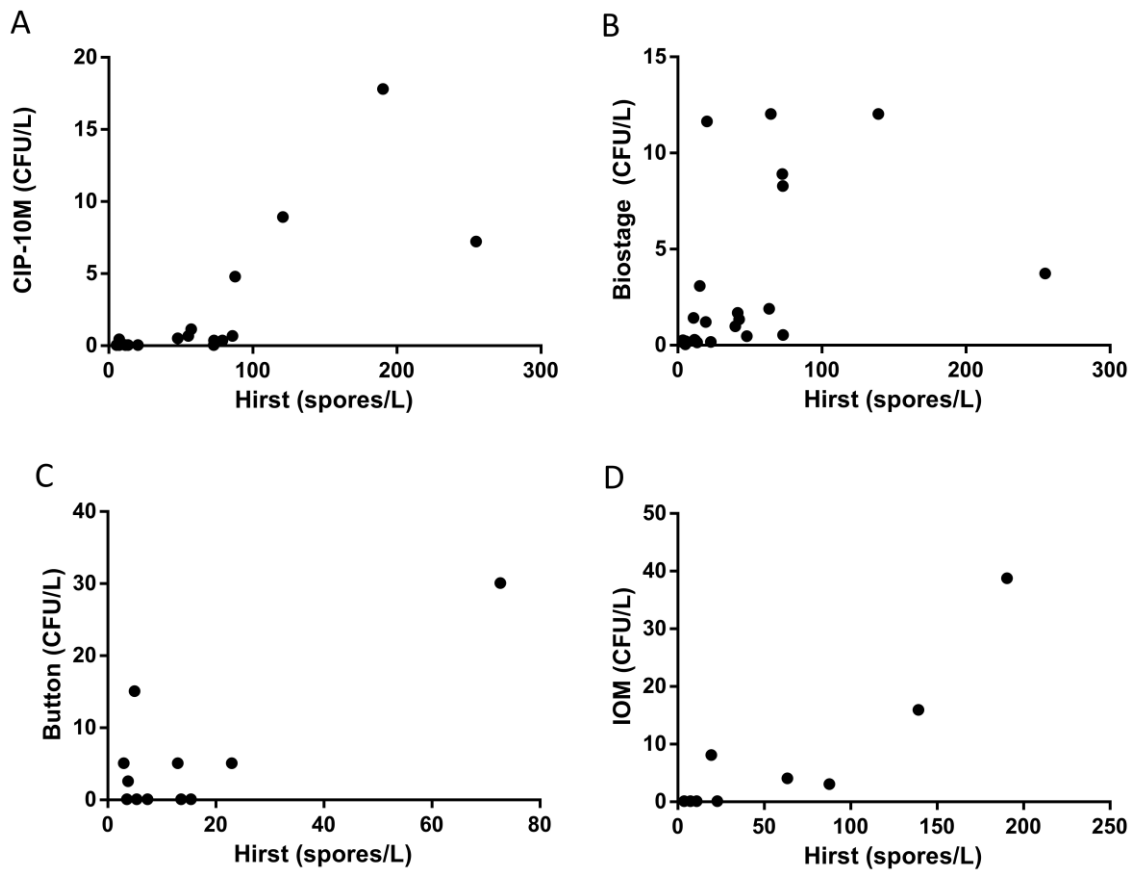 A
CIP-10M (CFU/L)
20
15
10
5
0
0 100 200 300
Hirst (spores/L)
B
Biostage (CFU/L)
15
10
5
0
0 100 200 300
Hirst (spores/L)
C
Button (CFU/L)
40
30
20
10
0
0 20 40 60 80
Hirst (spores/L)
D
IOM (CFU/L)
50
40
30
20
10
0
0 50 100 150 200 250
Hirst (spores/L)